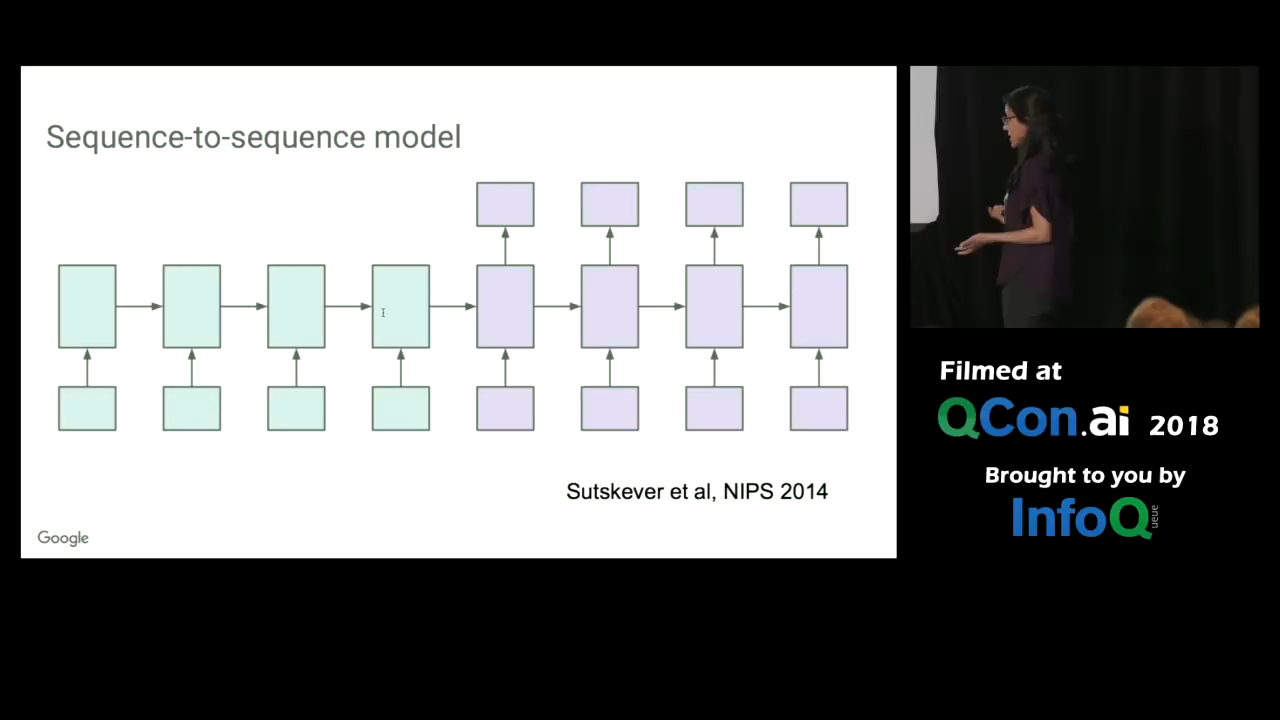 Sequence-to-sequence model
Sutskever et al, NIPS 2014
Google
Filmed at
QCon.ai 2018
Brought to you by
InfoQ
ueue